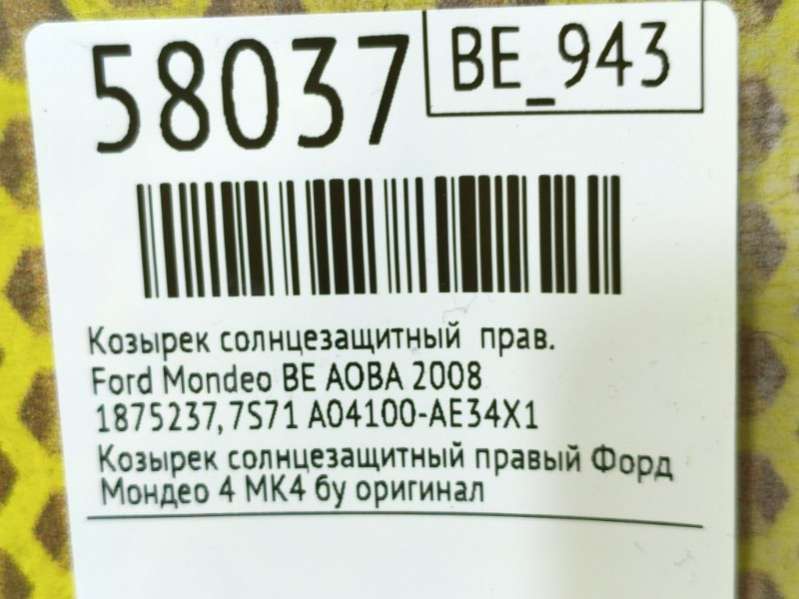 58037
BE_943
Козырек солнцезащитный прав.
Ford Mondeo BE AOBA 2008
1875237,7S71 A04100-AE34X1
Козырек солнцезащитный правый Форд
Мондео 4 МК4 бу оригинал